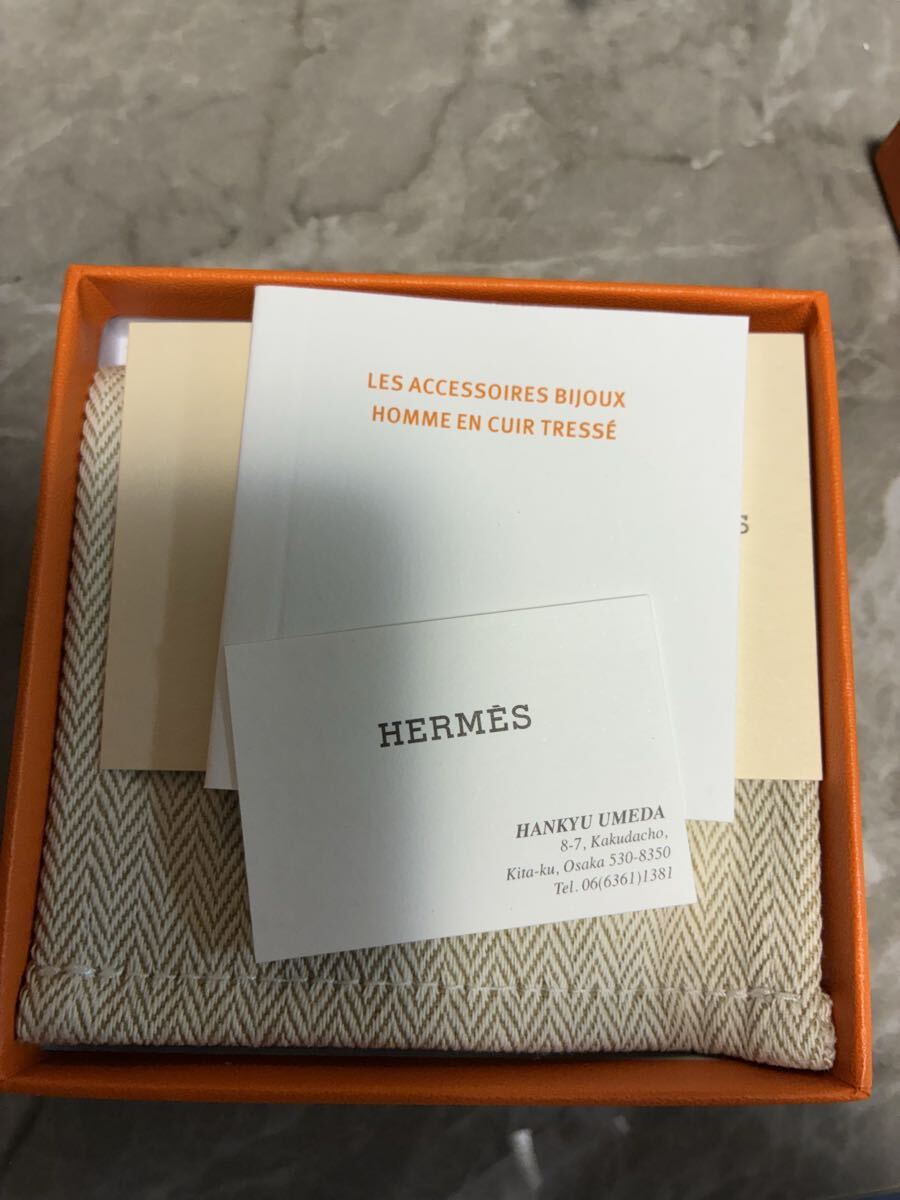 LES ACCESSOIRES BIJOUX
HOMME EN CUIR TRESSÉ
S
HERMÈS
HANKYU UMEDA
8-7, Kakudacho,
Kita-ku, Osaka 530-8350
Tel. 06(6361)1381